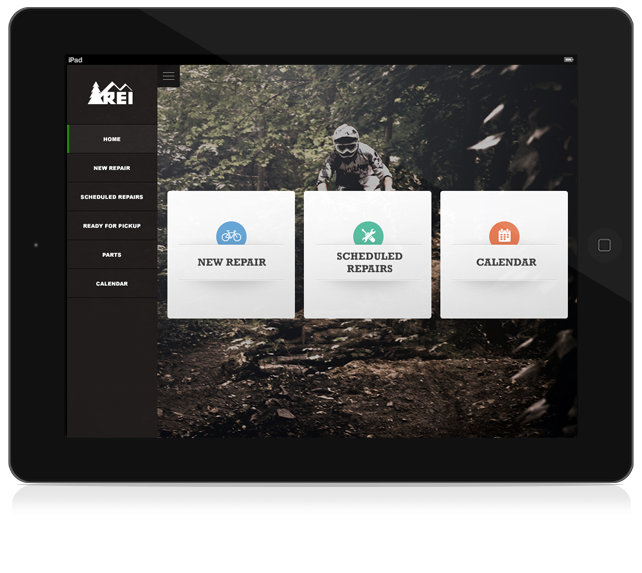 iPad
REI
HOME
NEW REPAIR
SCHEDULED REPAIRS
READY FOR PICKUP
PARTS
CALENDAR
NEW REPAIR
SCHEDULED
REPAIRS
CALENDAR